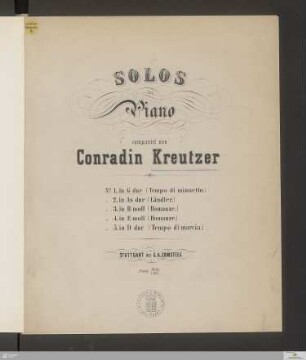 SOLOS
Piano
componirt von
Conradin Kreutzer
Nº 1. in G dur (Tempo di minuetto.)
" 2. in As dur (Ländler.)
" 3. in H moll (Romanze.)
" 4. in E moll (Romanze.)
" 5. in D dur (Tempo di marcia.)
STUTTGART BEI G. A. ZUMSTEEG.